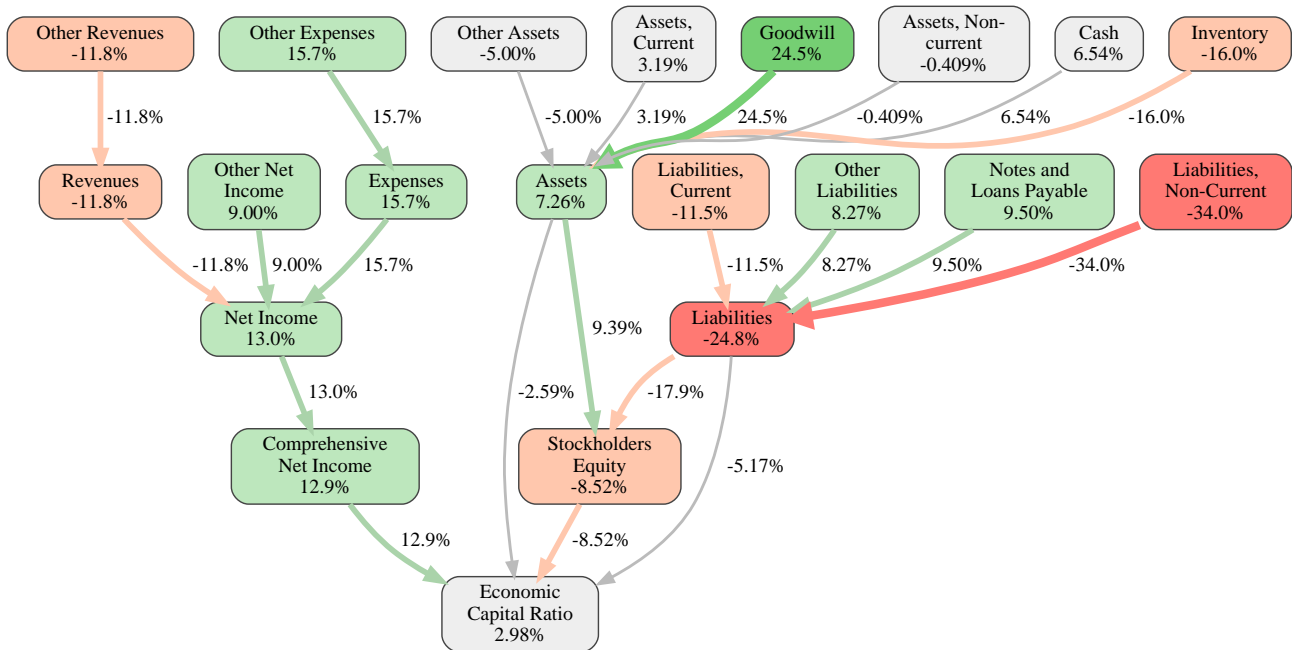 Other Revenues
-11.8%
Other Expenses
15.7%
Other Assets
-5.00%
Assets,
Current
3.19%
Goodwill
24.5%
Assets, Non-
current
-0.409%
Cash
6.54%
Inventory
-16.0%
-11.8%
15.7%
-5.00%
3.19%
24.5%
-0.409%
6.54%
-16.0%
Revenues
-11.8%
Other Net
Income
9.00%
Expenses
15.7%
Assets
7.26%
Liabilities,
Current
-11.5%
Other
Liabilities
8.27%
Notes and
Loans Payable
9.50%
Liabilities,
Non-Current
-34.0%
-11.8%
9.00%
15.7%
-11.5%
8.27%
9.50%
-34.0%
Net Income
13.0%
9.39%
Liabilities
-24.8%
13.0%
-2.59%
-17.9%
Comprehensive
Net Income
12.9%
Stockholders
Equity
-8.52%
-5.17%
12.9%
-8.52%
Economic
Capital Ratio
2.98%